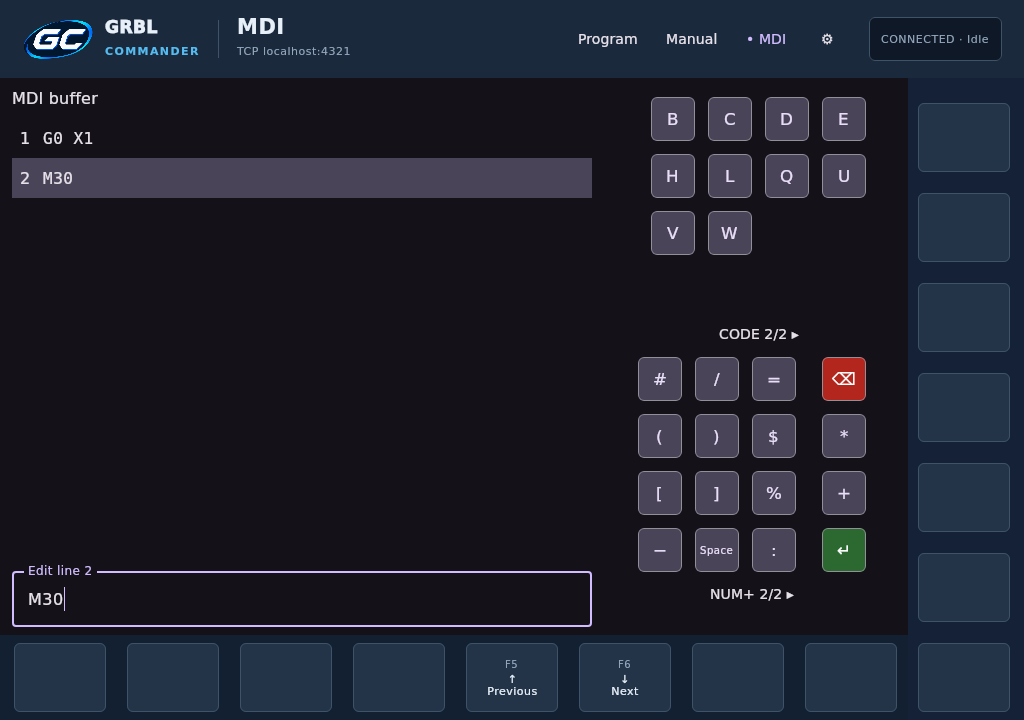 GC
GRBL
COMMANDER
MDI
TCP localhost:4321
Program
Manual
• MDI
⚙
CONNECTED · Idle
MDI buffer
1 G0 X1
2 M30
Edit line 2
M30
B C D E
H L Q U
V W
CODE 2/2 ▸
# / = ⌫
( ) $ *
[ ] % +
− Space : ↵
NUM+ 2/2 ▸
F5
↑
Previous
F6
↓
Next